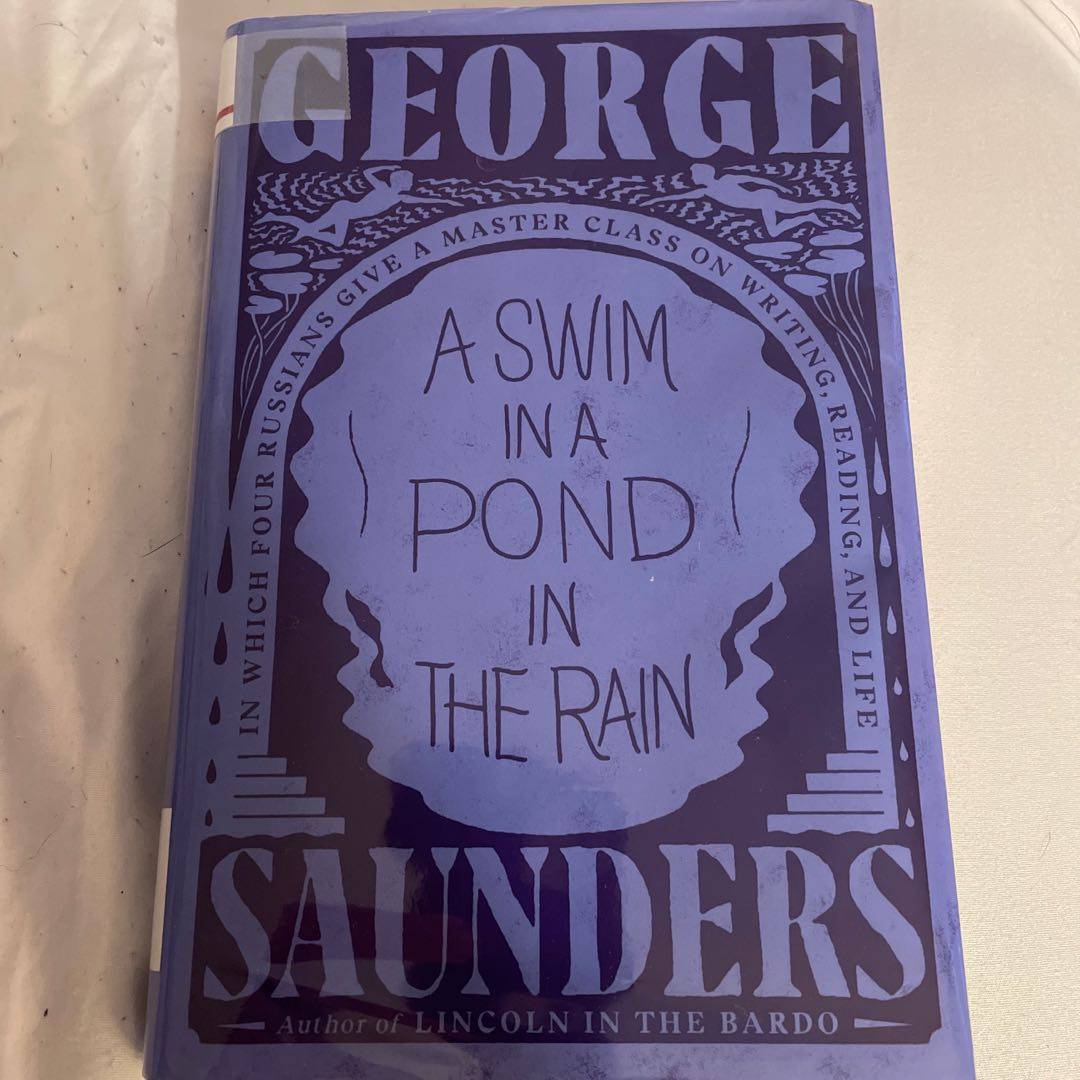 GEORGE
IN WHICH FOUR RUSSIANS GIVE A MASTER CLASS ON WRITING, READING, AND LIFE
A SWIM
IN A
POND
IN
THE RAIN
SAUNDERS
Author of LINCOLN IN THE BARDO